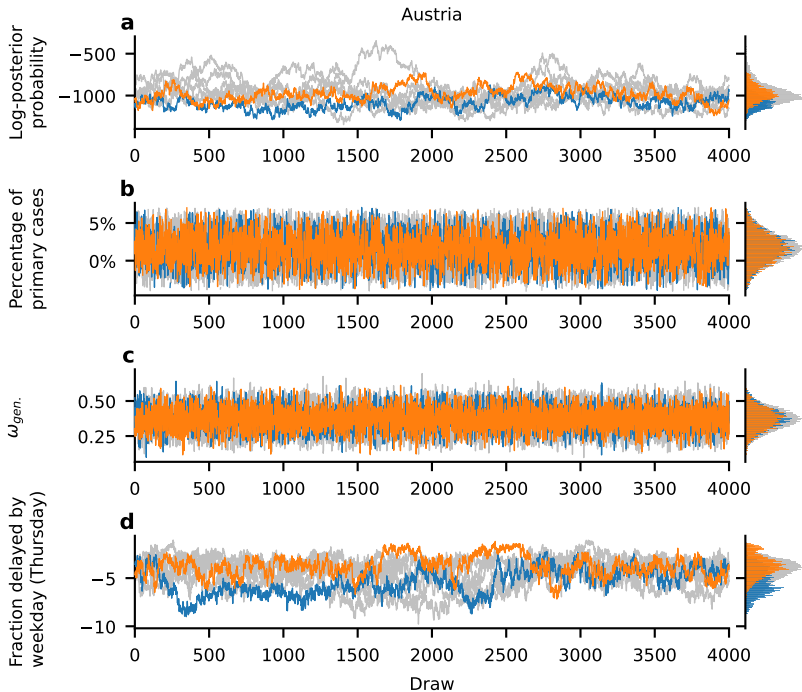 Austria
a
Log-posterior
probability
−500
−1000
0 500 1000 1500 2000 2500 3000 3500 4000
b
Percentage of
primary cases
5%
0%
0 500 1000 1500 2000 2500 3000 3500 4000
c
ω_gen.
0.50
0.25
0 500 1000 1500 2000 2500 3000 3500 4000
d
Fraction delayed by
weekday (Thursday)
−5
−10
0 500 1000 1500 2000 2500 3000 3500 4000
Draw